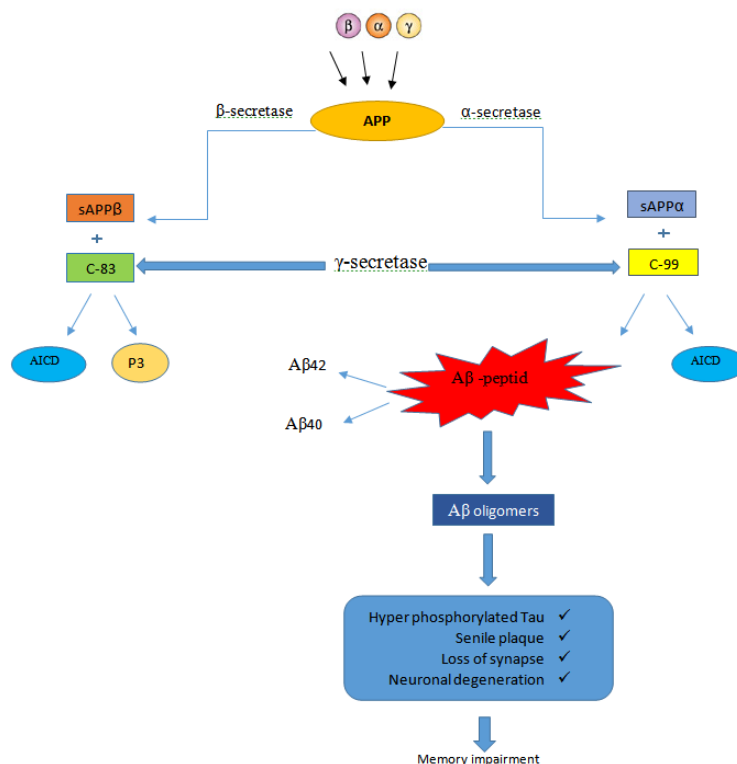 β α γ
β-secretase
α-secretase
APP
sAPPβ
sAPPα
+
+
C-83
γ-secretase
C-99
AICD
P3
Aβ42
Aβ -peptid
AICD
Aβ40
Aβ oligomers
Hyper phosphorylated Tau ✓
Senile plaque ✓
Loss of synapse ✓
Neuronal degeneration ✓
Memory impairment